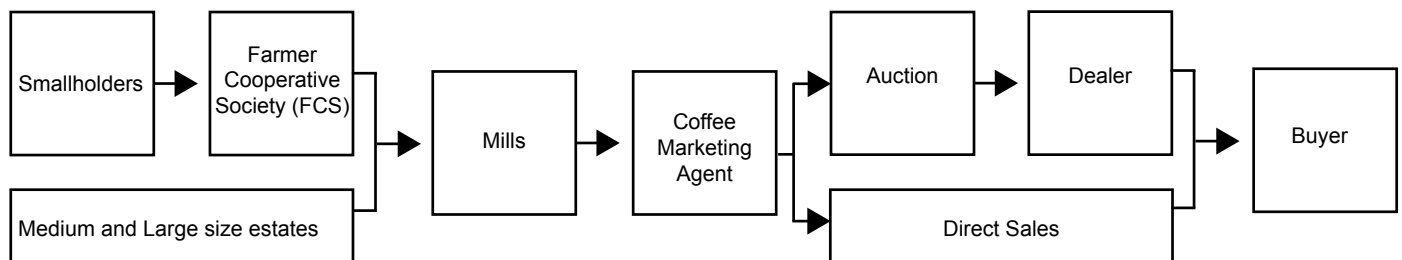 Smallholders
Farmer
Cooperative
Society (FCS)
Medium and Large size estates
Mills
Coffee
Marketing
Agent
Auction
Dealer
Direct Sales
Buyer